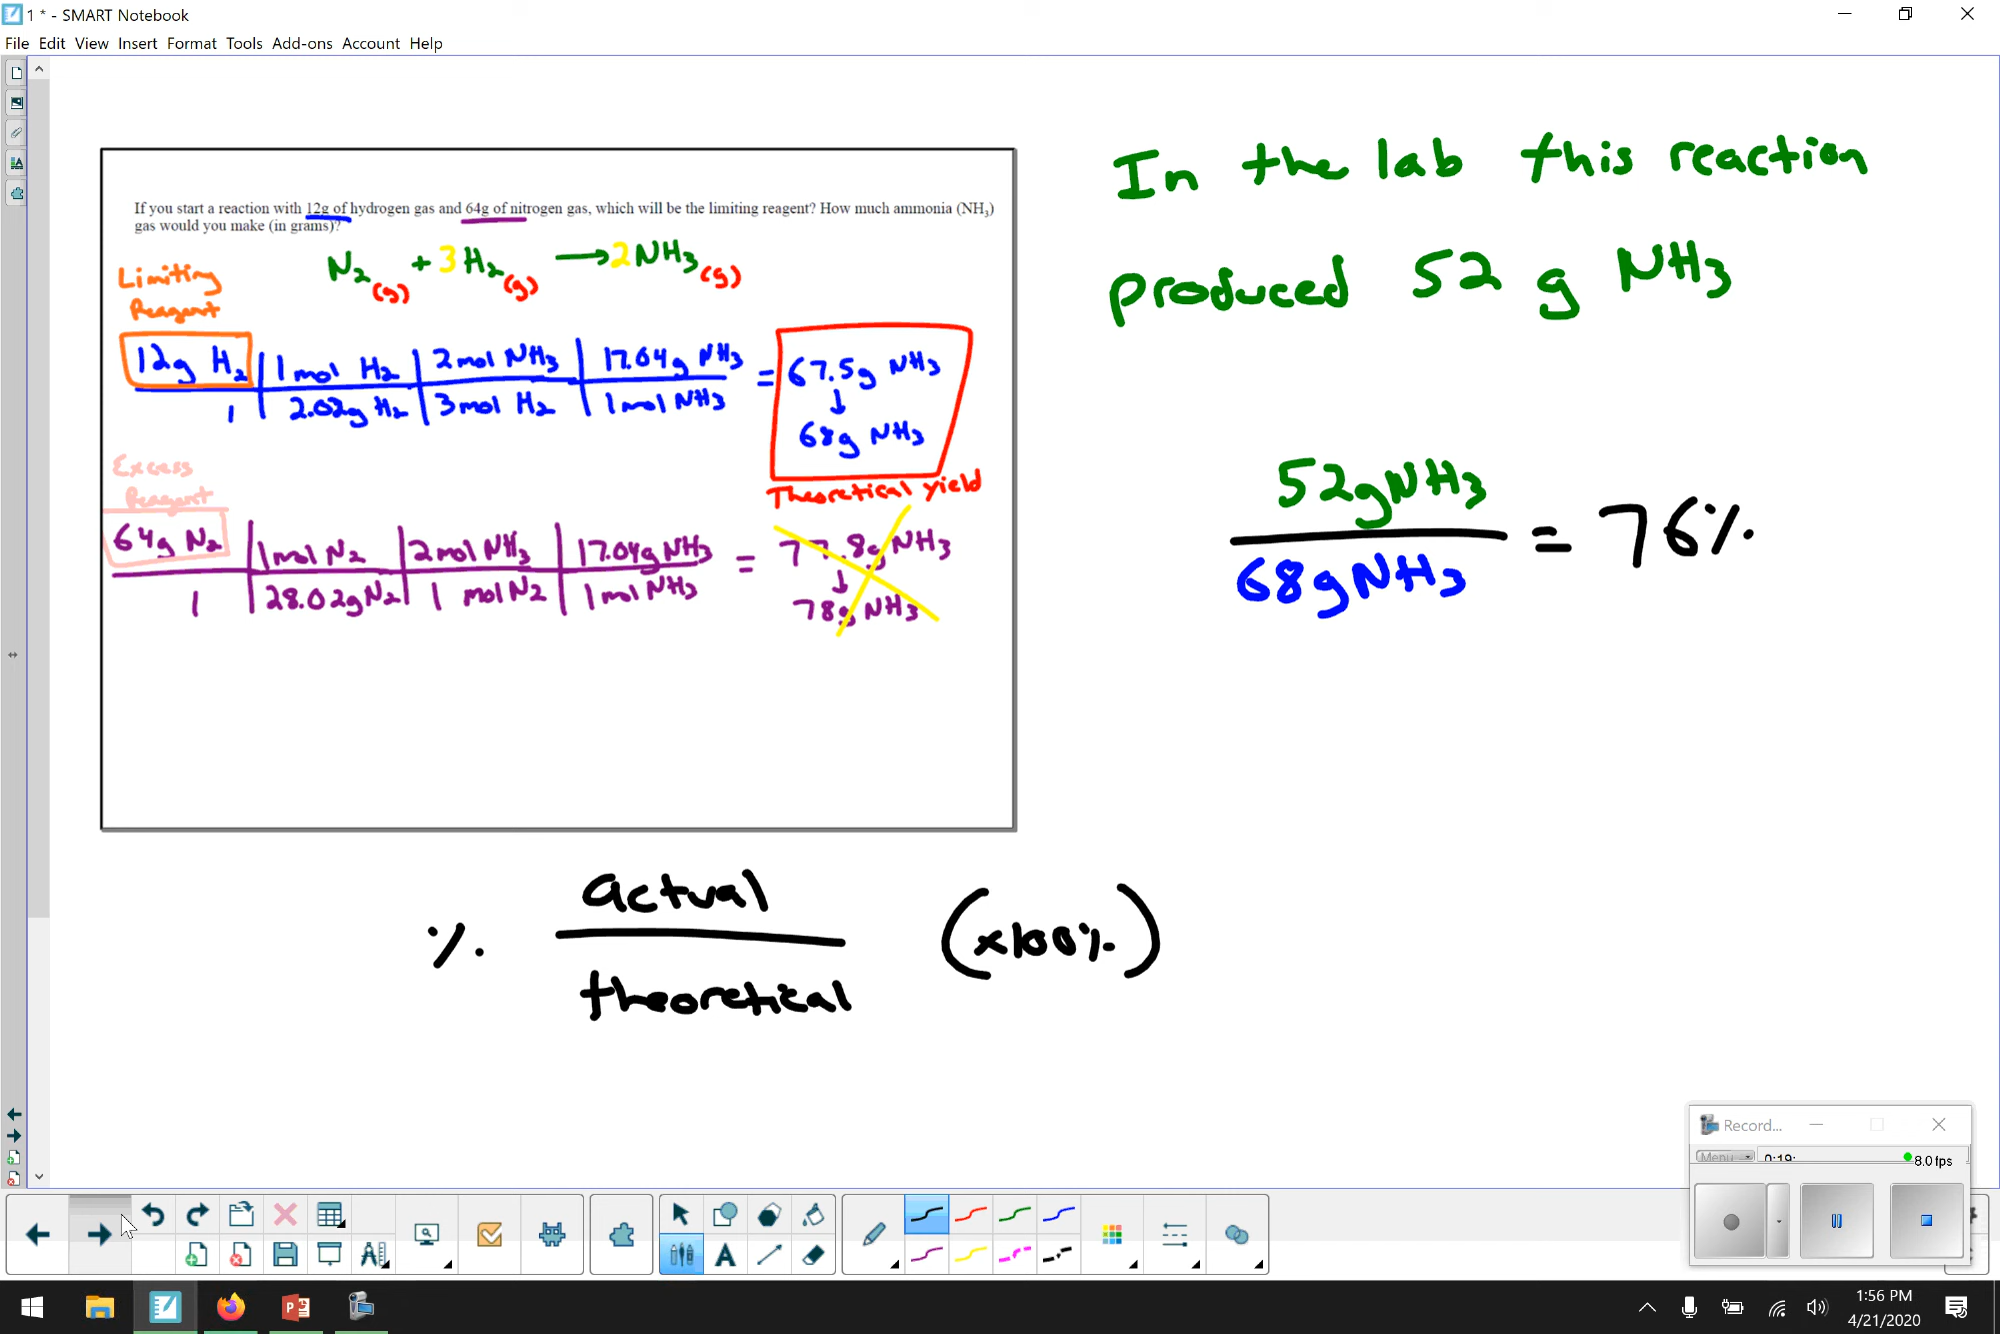 1 * - SMART Notebook
File Edit View Insert Format Tools Add-ons Account Help
If you start a reaction with 12g of hydrogen gas and 64g of nitrogen gas, which will be the limiting reagent? How much ammonia (NH₃)
gas would you make (in grams)?
N₂(g) + 3H₂(g) → 2NH₃(g)
Limiting
Reagent
12g H₂ | 1 mol H₂ | 2 mol NH₃ | 17.04g NH₃ = 67.5g NH₃
1 | 2.02g H₂ | 3 mol H₂ | 1 mol NH₃
↓
68g NH₃
Theoretical yield
Excess
Reagent
64g N₂ | 1 mol N₂ | 2 mol NH₃ | 17.04g NH₃ = 77.8g NH₃
1 | 28.02g N₂ | 1 mol N₂ | 1 mol NH₃
↓
78g NH₃
In the lab this reaction
produced 52 g NH₃
52g NH₃
68g NH₃
= 76%
% actual
theoretical
(x100%)
Record...
Menu 0:19: 8.0 fps
1:56 PM
4/21/2020